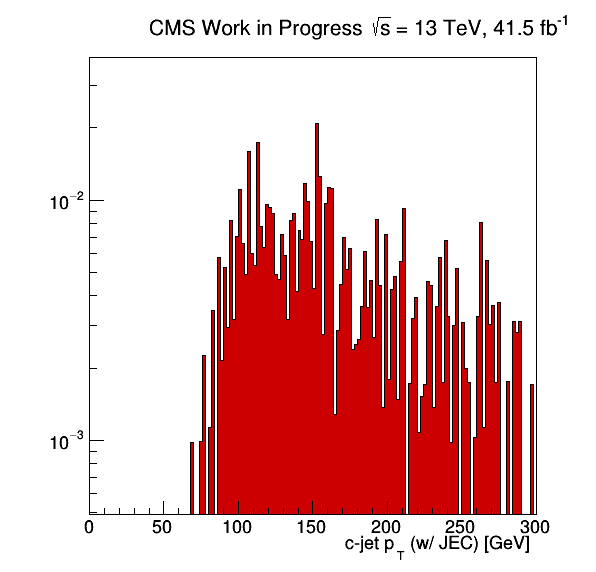 CMS Work in Progress √s = 13 TeV, 41.5 fb⁻¹
10⁻²
10⁻³
0 50 100 150 200 250 300
c-jet p_T (w/ JEC) [GeV]